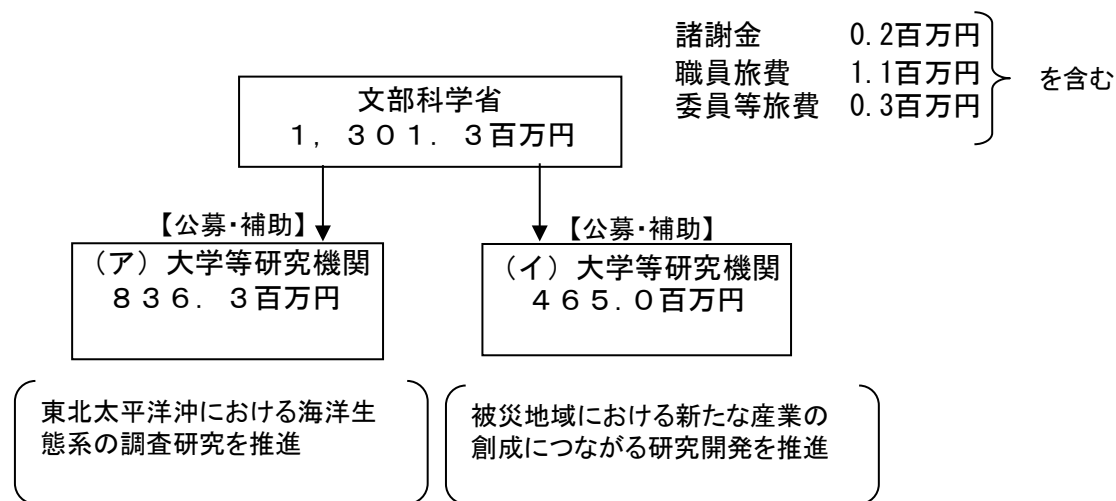 諸謝金 0.2百万円
職員旅費 1.1百万円
委員等旅費 0.3百万円
を含む
文部科学省
1,301.3百万円
【公募・補助】
【公募・補助】
(ア)大学等研究機関
836.3百万円
(イ)大学等研究機関
465.0百万円
東北太平洋沖における海洋生
態系の調査研究を推進
被災地域における新たな産業の
創成につながる研究開発を推進